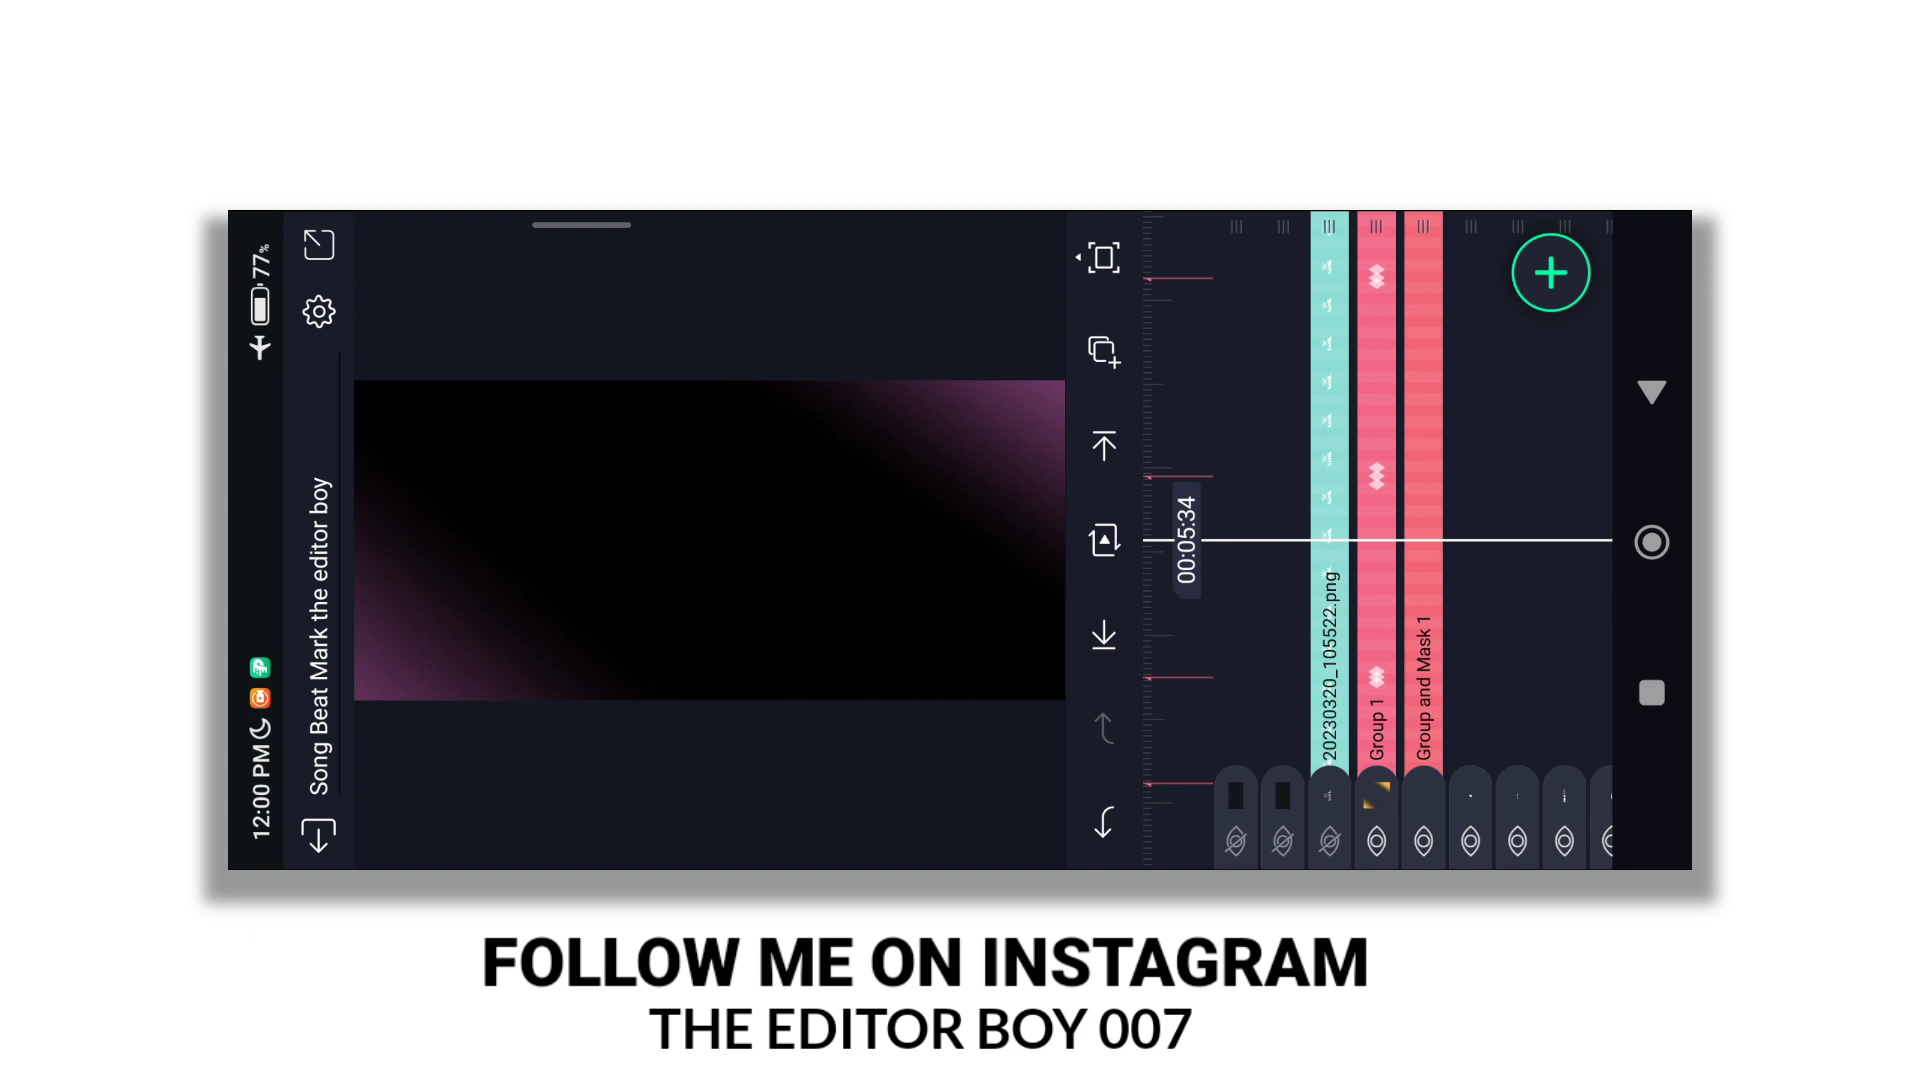 12:00 PM
77%
Song Beat Mark the editor boy
00:05:34
20230320_105522.png
Group 1
Group and Mask 1
FOLLOW ME ON INSTAGRAM
THE EDITOR BOY 007